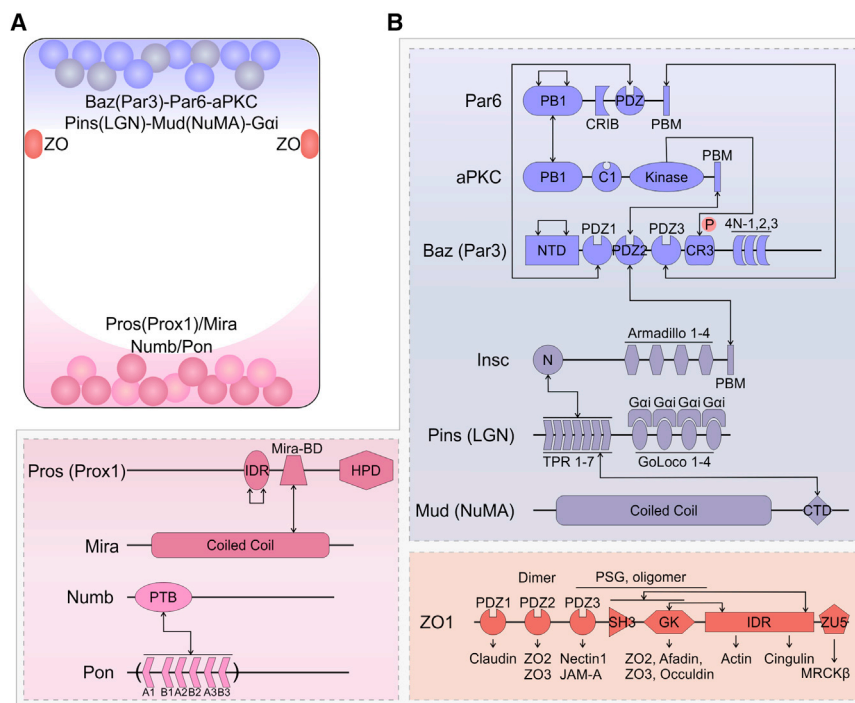 A
Baz(Par3)-Par6-aPKC
Pins(LGN)-Mud(NuMA)-Gαi
ZO
ZO
Pros(Prox1)/Mira
Numb/Pon
B
Par6
PB1
PDZ
CRIB
PBM
aPKC
PB1
C1
Kinase
PBM
P
PDZ1
PDZ3
4N-1,2,3
Baz (Par3)
NTD
PDZ2
CR3
Armadillo 1-4
Insc
N
PBM
Gαi Gαi Gαi Gαi
Pins (LGN)
TPR 1-7
GoLoco 1-4
Mud (NuMA)
Coiled Coil
CTD
Mira-BD
Pros (Prox1)
IDR
HPD
Mira
Coiled Coil
Numb
PTB
Pon
( )
A1 B1A2B2 A3B3
Dimer
PSG, oligomer
PDZ1 PDZ2 PDZ3
ZO1
SH3
GK
IDR
ZU5
Claudin
ZO2
ZO3
Nectin1
JAM-A
ZO2, Afadin,
ZO3, Occuldin
Actin
Cingulin
MRCKβ